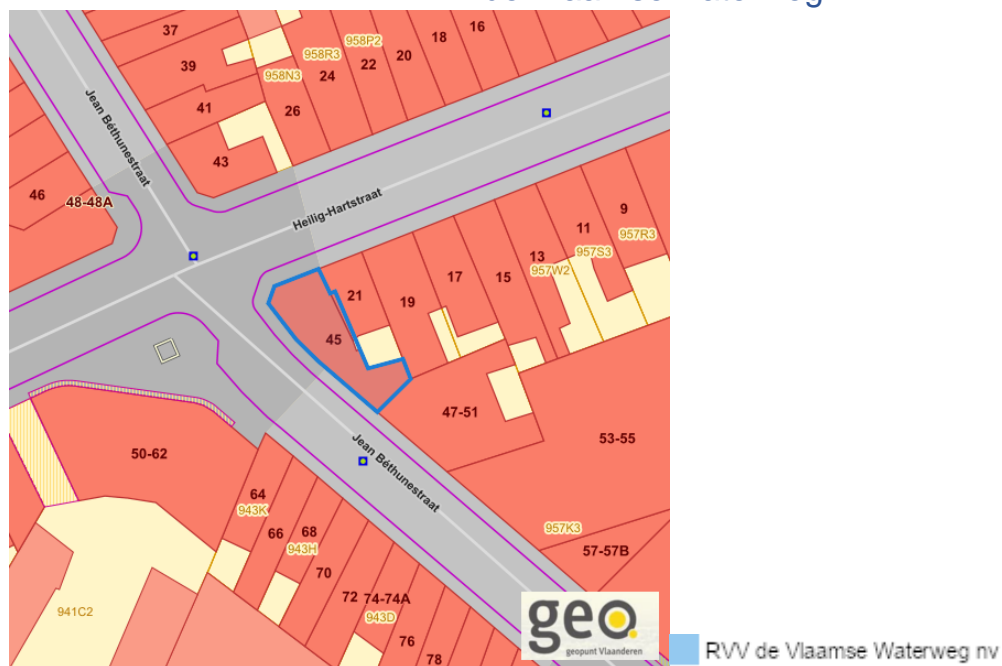 37
39
41
43
958N3
26
958R3
24
958P2
22
20
18
16
Jean Béthunestraat
46
48-48A
Heilig-Hartstraat
9
957R3
11
957S3
13
957W2
15
17
19
21
45
47-51
53-55
50-62
Jean Béthunestraat
64
943K
66
68
943H
70
72
74-74A
943D
76
78
957K3
57-57B
941C2
geo.
geopunt Vlaanderen
RVV de Vlaamse Waterweg nv